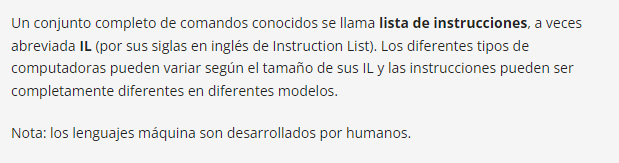 Un conjunto completo de comandos conocidos se llama lista de instrucciones, a veces
abreviada IL (por sus siglas en inglés de Instruction List). Los diferentes tipos de
computadoras pueden variar según el tamaño de sus IL y las instrucciones pueden ser
completamente diferentes en diferentes modelos.
Nota: los lenguajes máquina son desarrollados por humanos.